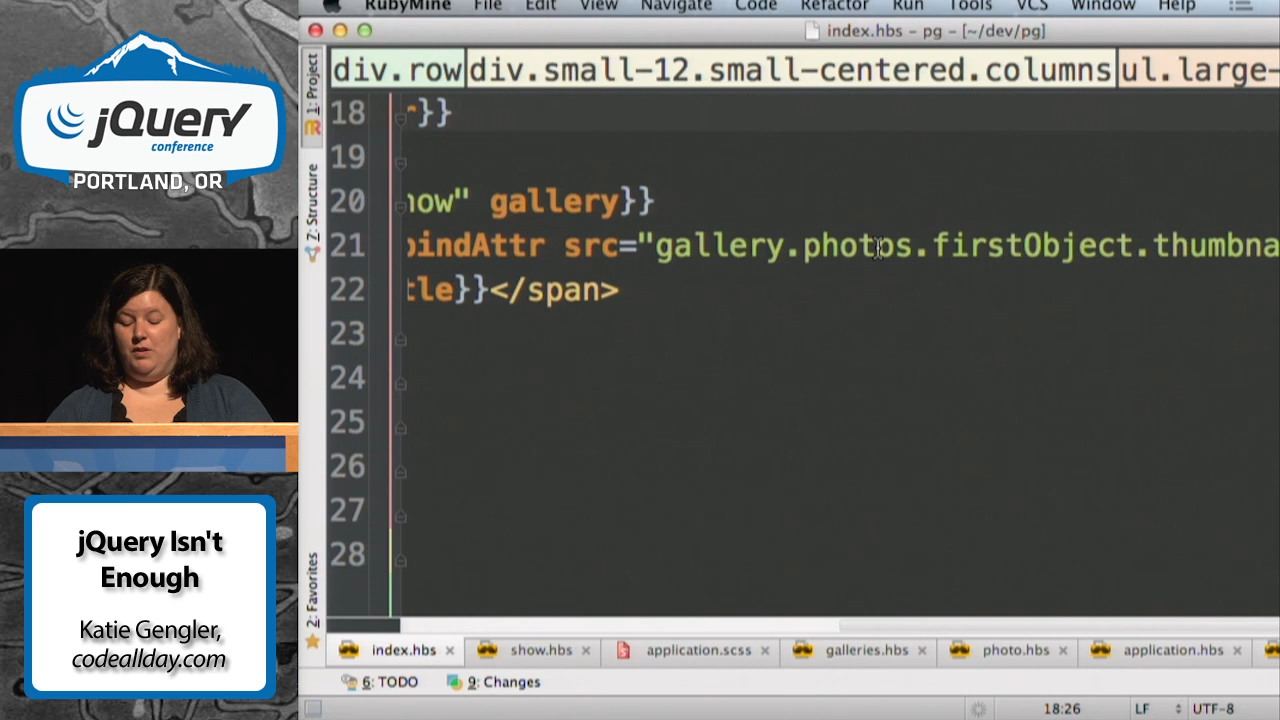 jQuery
conference
PORTLAND, OR
jQuery Isn't
Enough
Katie Gengler,
codeallday.com
RubyMine File Edit View Navigate Code Refactor Run Tools VCS Window Help
index.hbs – pg – [~/dev/pg]
div.row div.small-12.small-centered.columns ul.large-
1: Project
Z: Structure
2: Favorites
18 "}}
19
20 how" gallery}}
21 bindAttr src="gallery.photos.firstObject.thumbna
22 tle}}</span>
23
24
25
26
27
28
index.hbs show.hbs application.scss galleries.hbs photo.hbs application.hbs
6: TODO 9: Changes
18:26 LF UTF-8